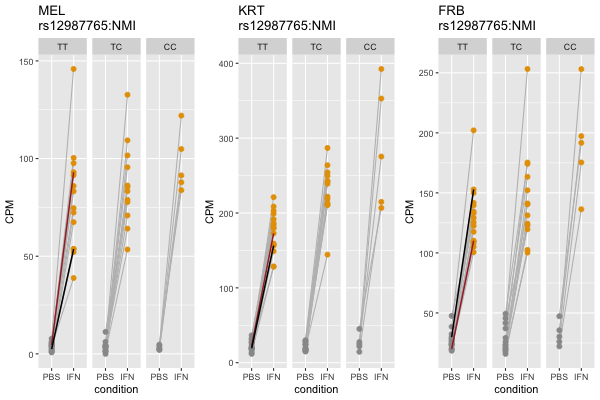 MEL
rs12987765:NMI
TT TC CC
150
100
50
0
CPM
PBS IFN PBS IFN PBS IFN
condition
KRT
rs12987765:NMI
TT TC CC
400
300
200
100
0
CPM
PBS IFN PBS IFN PBS IFN
condition
FRB
rs12987765:NMI
TT TC CC
250
200
150
100
50
CPM
PBS IFN PBS IFN PBS IFN
condition